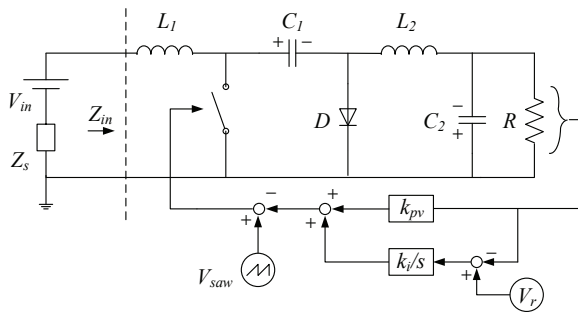 L1
C1
+
−
L2
Vin
Zin
Zs
D
−
C2
+
R
−
+
+
+
kpv
Vsaw
ki/s
−
+
Vr